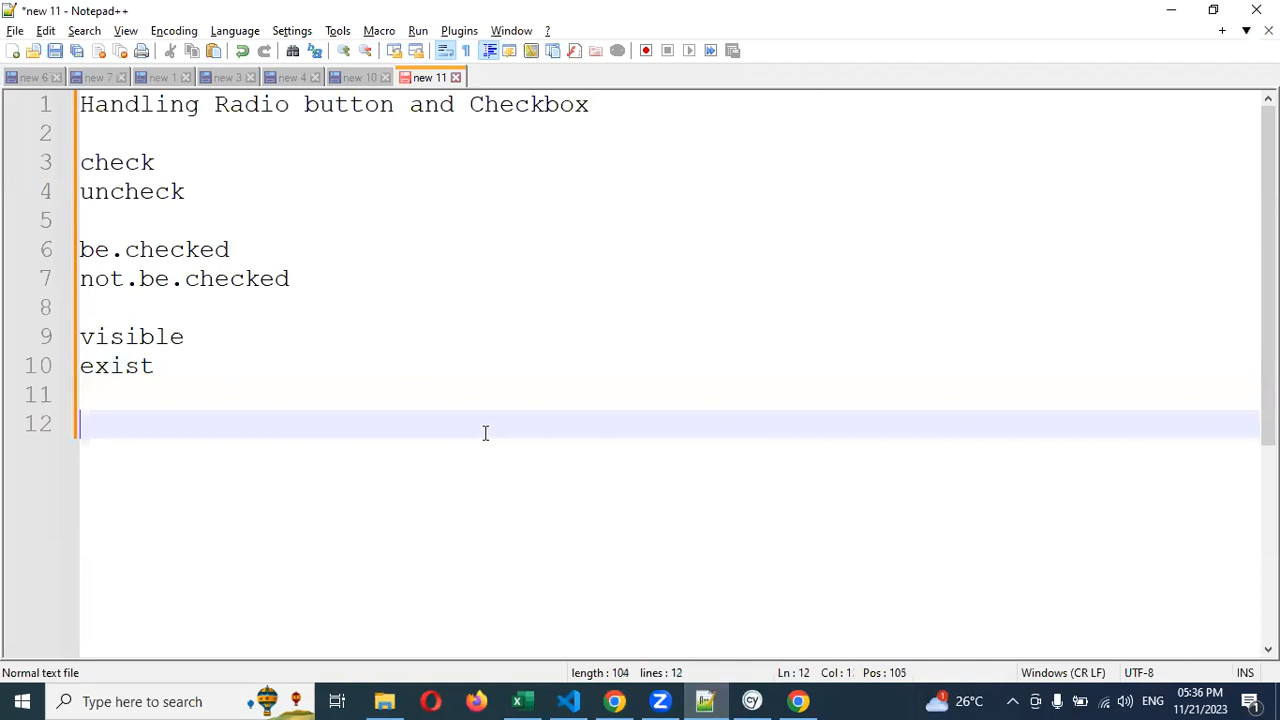 *new 11 - Notepad++
File Edit Search View Encoding Language Settings Tools Macro Run Plugins Window ?
new 6 new 7 new 1 new 3 new 4 new 10 new 11
1 Handling Radio button and Checkbox
2
3 check
4 uncheck
5
6 be.checked
7 not.be.checked
8
9 visible
10 exist
11
12
Normal text file length : 104 lines : 12 Ln : 12 Col : 1 Pos : 105 Windows (CR LF) UTF-8 INS
Type here to search 26°C ENG 05:36 PM 11/21/2023